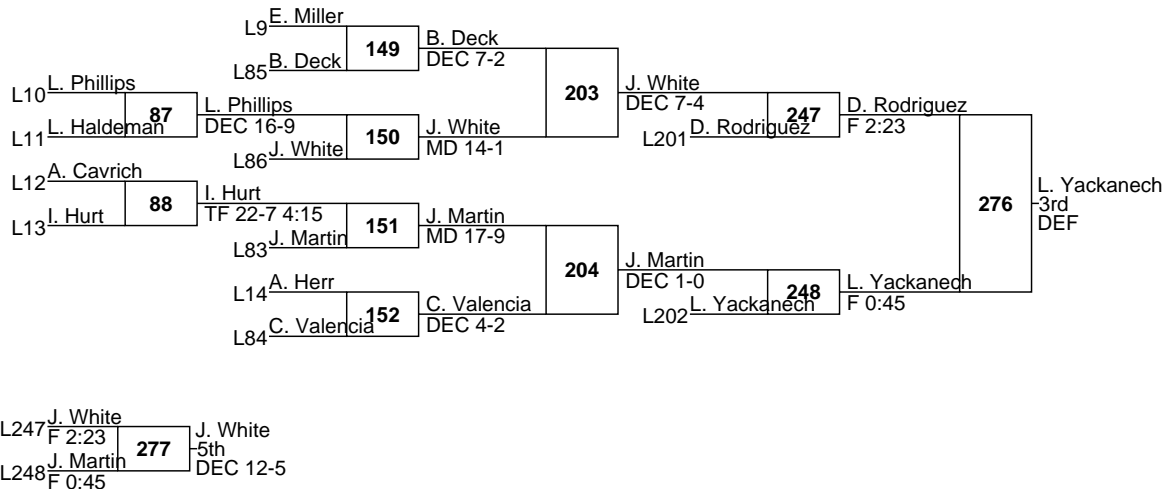 L9 E. Miller
149
L85 B. Deck
B. Deck
DEC 7-2
L10 L. Phillips
87
L11 L. Haldeman
L. Phillips
DEC 16-9
150
L86 J. White
J. White
MD 14-1
203
J. White
DEC 7-4
L12 A. Cavrich
88
L13 I. Hurt
I. Hurt
TF 22-7 4:15
151
L83 J. Martin
J. Martin
MD 17-9
L14 A. Herr
152
L84 C. Valencia
C. Valencia
DEC 4-2
204
J. Martin
DEC 1-0
247
L201 D. Rodriguez
D. Rodriguez
F 2:23
248
L202 L. Yackanech
L. Yackanech
F 0:45
276
L. Yackanech
3rd
DEF
L247 J. White
F 2:23
277
L248 J. Martin
F 0:45
J. White
5th
DEC 12-5